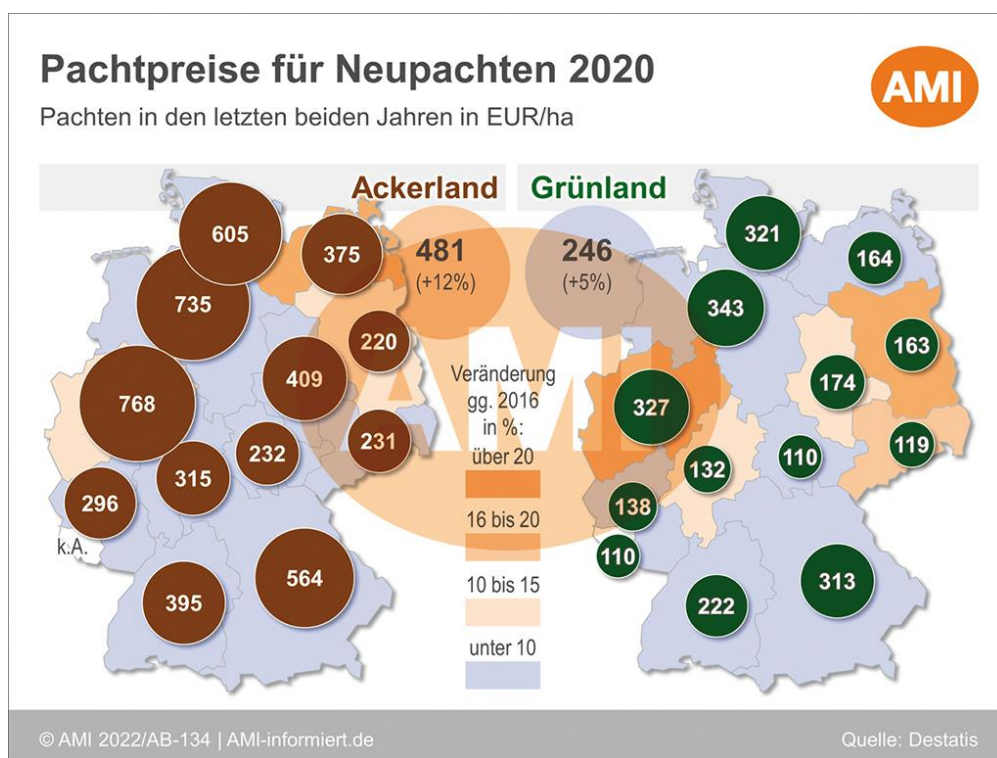 Pachtpreise für Neupachten 2020
Pachten in den letzten beiden Jahren in EUR/ha
AMI
Ackerland
Grünland
605
375
481
(+12%)
735
220
768
409
232
231
315
296
k.A.
564
395
246
(+5%)
321
164
343
163
174
327
119
110
132
138
110
313
222
Veränderung
gg. 2016
in %:
über 20
16 bis 20
10 bis 15
unter 10
AMI
© AMI 2022/AB-134 | AMI-informiert.de
Quelle: Destatis